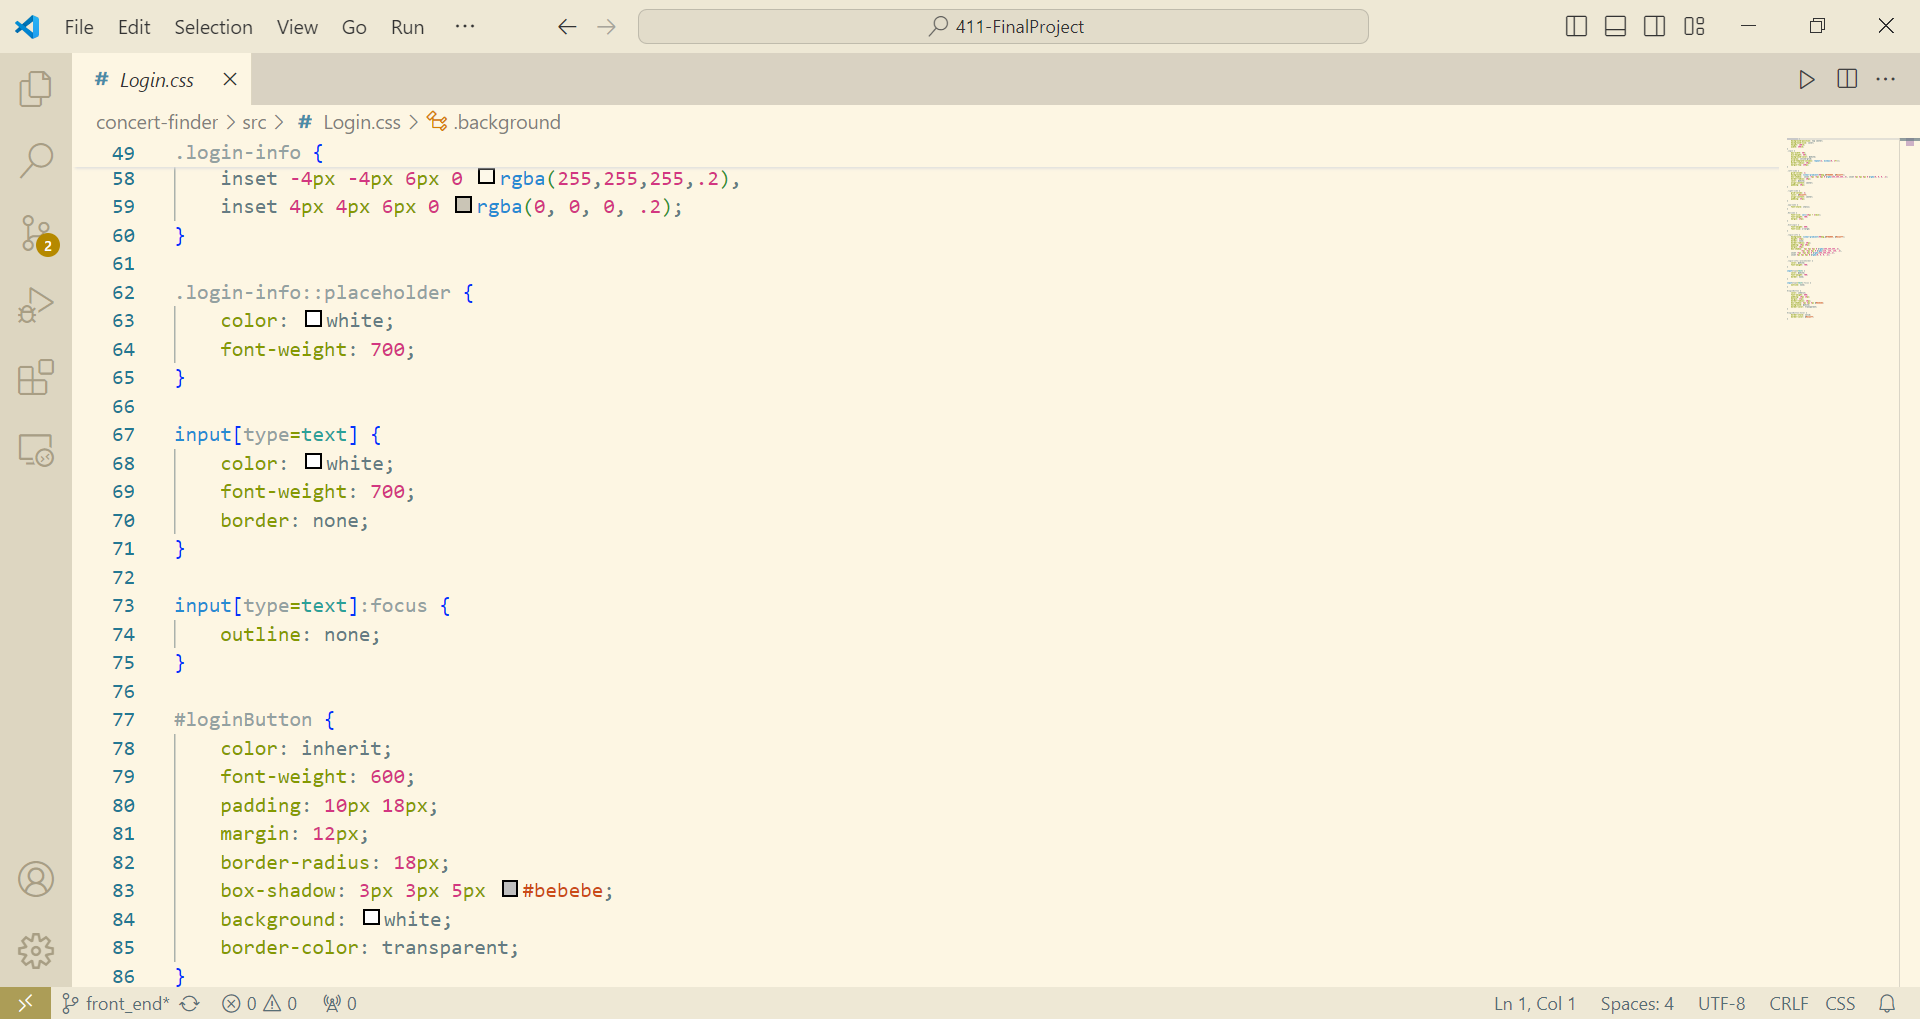 File Edit Selection View Go Run ··· 411-FinalProject
# Login.css
concert-finder > src > # Login.css > .background
49 .login-info {
58 inset -4px -4px 6px 0 rgba(255,255,255,.2),
59 inset 4px 4px 6px 0 rgba(0, 0, 0, .2);
60 }
61
62 .login-info::placeholder {
63 color: white;
64 font-weight: 700;
65 }
66
67 input[type=text] {
68 color: white;
69 font-weight: 700;
70 border: none;
71 }
72
73 input[type=text]:focus {
74 outline: none;
75 }
76
77 #loginButton {
78 color: inherit;
79 font-weight: 600;
80 padding: 10px 18px;
81 margin: 12px;
82 border-radius: 18px;
83 box-shadow: 3px 3px 5px #bebebe;
84 background: white;
85 border-color: transparent;
86 }
2
front_end* 0 0 0 Ln 1, Col 1 Spaces: 4 UTF-8 CRLF CSS